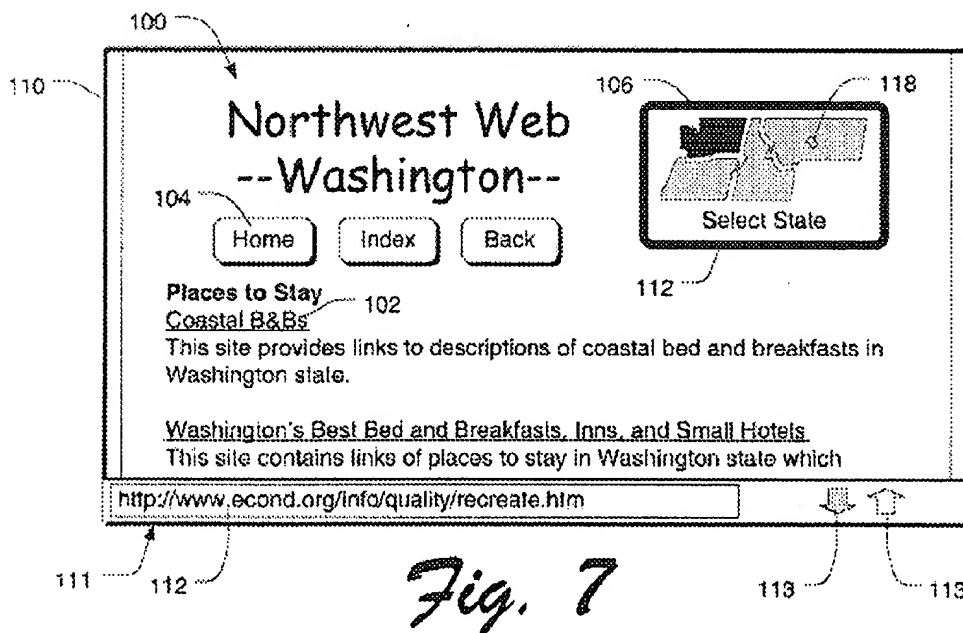 100
110
106
118
Northwest Web
--Washington--
104
Select State
Home Index Back
112
Places to Stay
102
Coastal B&Bs
This site provides links to descriptions of coastal bed and breakfasts in
Washington state.
Washington's Best Bed and Breakfasts, Inns, and Small Hotels
This site contains links of places to stay in Washington state which
http://www.econd.org/info/quality/recreate.htm
111
112
113
113
Fig. 7